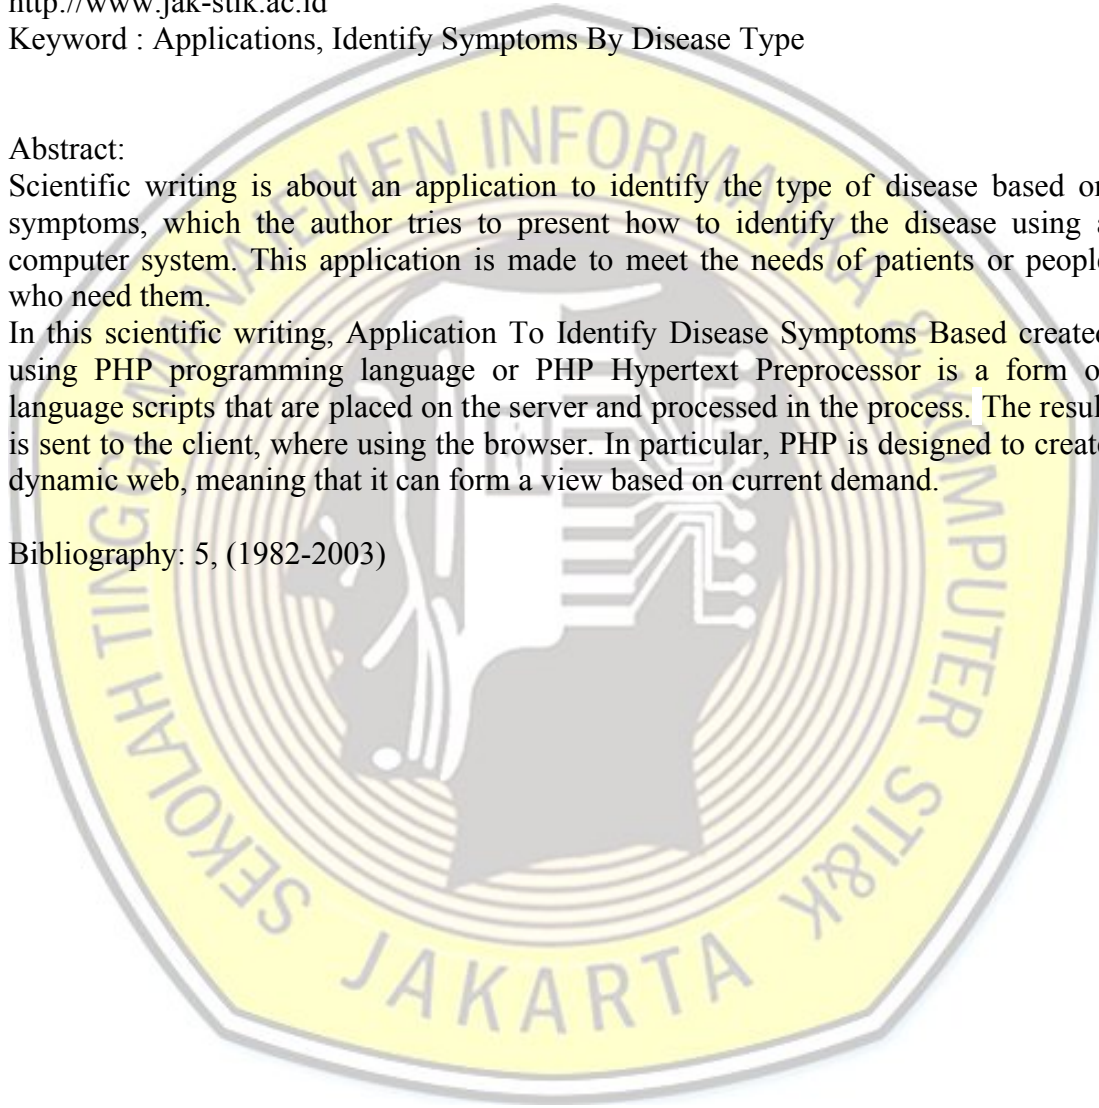 http://www.jak-stik.ac.id
Keyword : Applications, Identify Symptoms By Disease Type
Abstract:
Scientific writing is about an application to identify the type of disease based
symptoms, which the author tries to present how to identify the disease using
computer system. This application is made to meet the needs of patients or
who need them.
In this scientific writing, Application To Identify Disease Symptoms Based
using PHP programming language or PHP Hypertext Preprocessor is a form
language scripts that are placed on the server and processed in the process. The
is sent to the client, where using the browser. In particular, PHP is designed to
dynamic web, meaning that it can form a view based on current demand.
Bibliography: 5, (1982-2003)
SEKOLAH TINGGI MANAJEMEN INFORMATIKA & KOMPUTER STI&K
JAKARTA